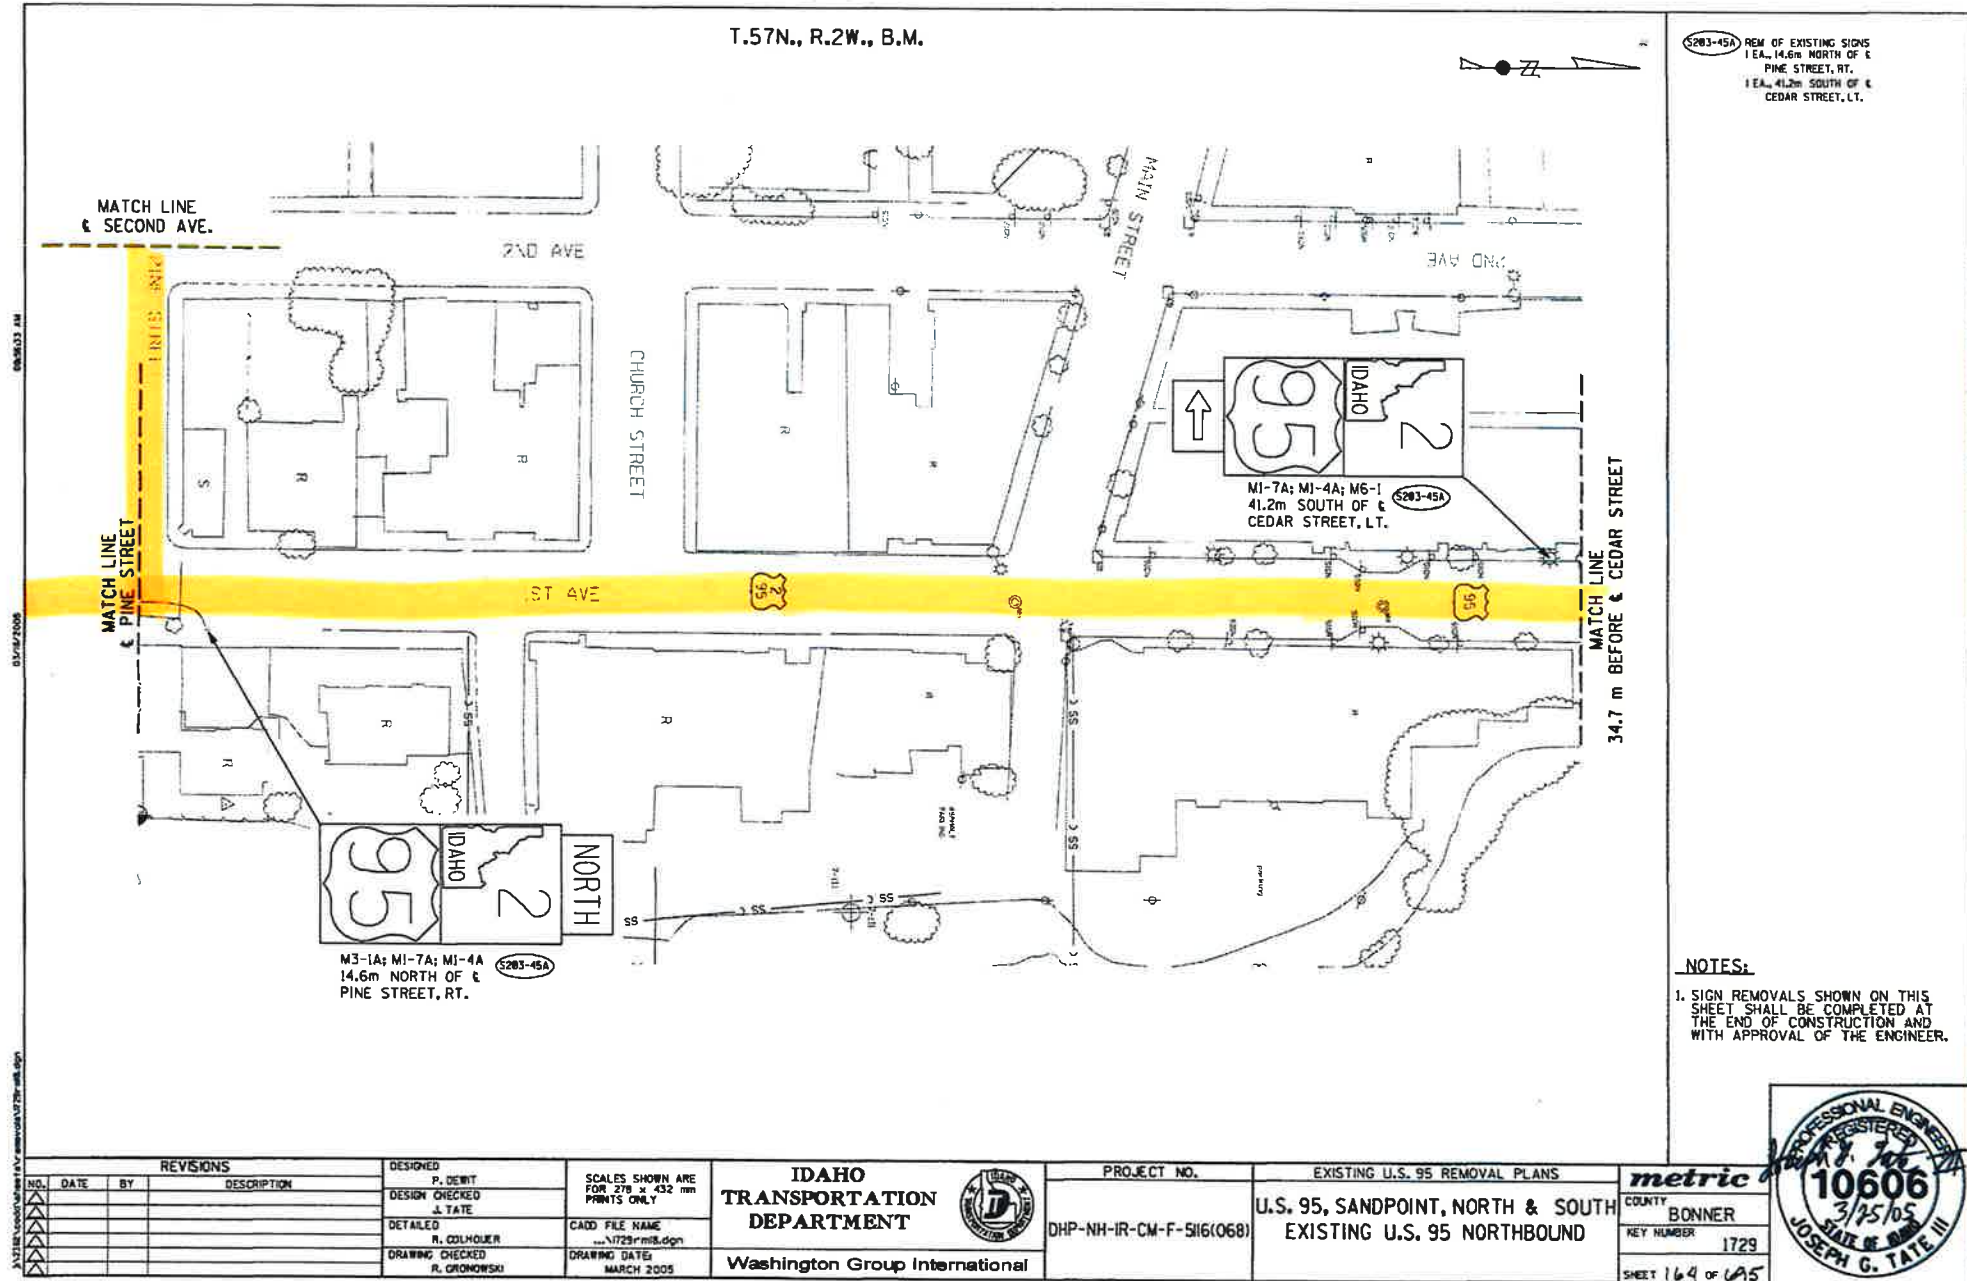 T.57N., R.2W., B.M.
S203-45A REM OF EXISTING SIGNS
1 EA., 14.6m NORTH OF ℄
PINE STREET, RT.
1 EA., 41.2m SOUTH OF ℄
CEDAR STREET, LT.
MATCH LINE
℄ SECOND AVE.
MAIN STREET
2ND AVE
2ND AVE
PINE STREET
CHURCH STREET
IDAHO
95
2
M1-7A; M1-4A; M6-1
41.2m SOUTH OF ℄
CEDAR STREET, LT.
S203-45A
S
R
R
R
R
MATCH LINE
℄ PINE STREET
1ST AVE
2
95
95
MATCH LINE
34.7 m BEFORE ℄ CEDAR STREET
R
R
R
R
SS
SS
SS
SS
SS
SS
NORTH
IDAHO
95
2
M3-1A; M1-7A; M1-4A
14.6m NORTH OF ℄
PINE STREET, RT.
S203-45A
NOTES:
1. SIGN REMOVALS SHOWN ON THIS
SHEET SHALL BE COMPLETED AT
THE END OF CONSTRUCTION AND
WITH APPROVAL OF THE ENGINEER.
REVISIONS
NO. DATE BY DESCRIPTION
DESIGNED
P. DEWIT
DESIGN CHECKED
J. TATE
DETAILED
R. COLHOUER
DRAWING CHECKED
R. GRONOWSKI
SCALES SHOWN ARE
FOR 279 x 432 mm
PRINTS ONLY
CADD FILE NAME
...\1729rml8.dgn
DRAWING DATE:
MARCH 2005
IDAHO
TRANSPORTATION
DEPARTMENT
Washington Group International
PROJECT NO.
DHP-NH-IR-CM-F-5116(068)
EXISTING U.S. 95 REMOVAL PLANS
U.S. 95, SANDPOINT, NORTH & SOUTH
EXISTING U.S. 95 NORTHBOUND
metric
COUNTY
BONNER
KEY NUMBER
1729
SHEET 164 OF 695
PROFESSIONAL ENGINEER
REGISTERED
10606
3/25/05
STATE OF IDAHO
JOSEPH G. TATE III